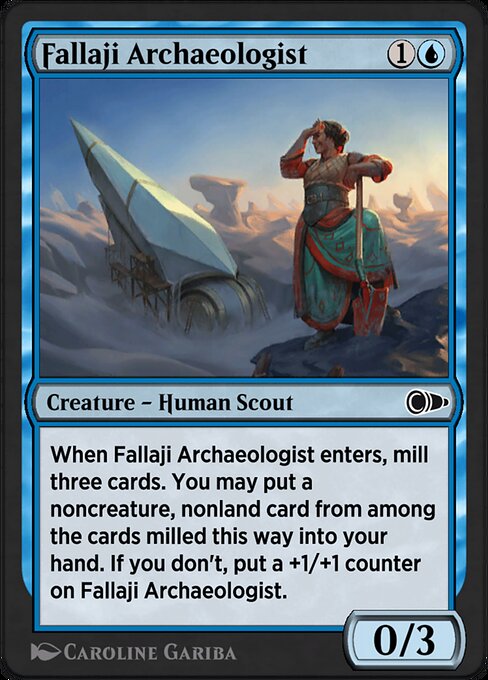 Fallaji Archaeologist 1
Creature – Human Scout
When Fallaji Archaeologist enters, mill
three cards. You may put a
noncreature, nonland card from among
the cards milled this way into your
hand. If you don't, put a +1/+1 counter
on Fallaji Archaeologist.
0/3
Caroline Gariba